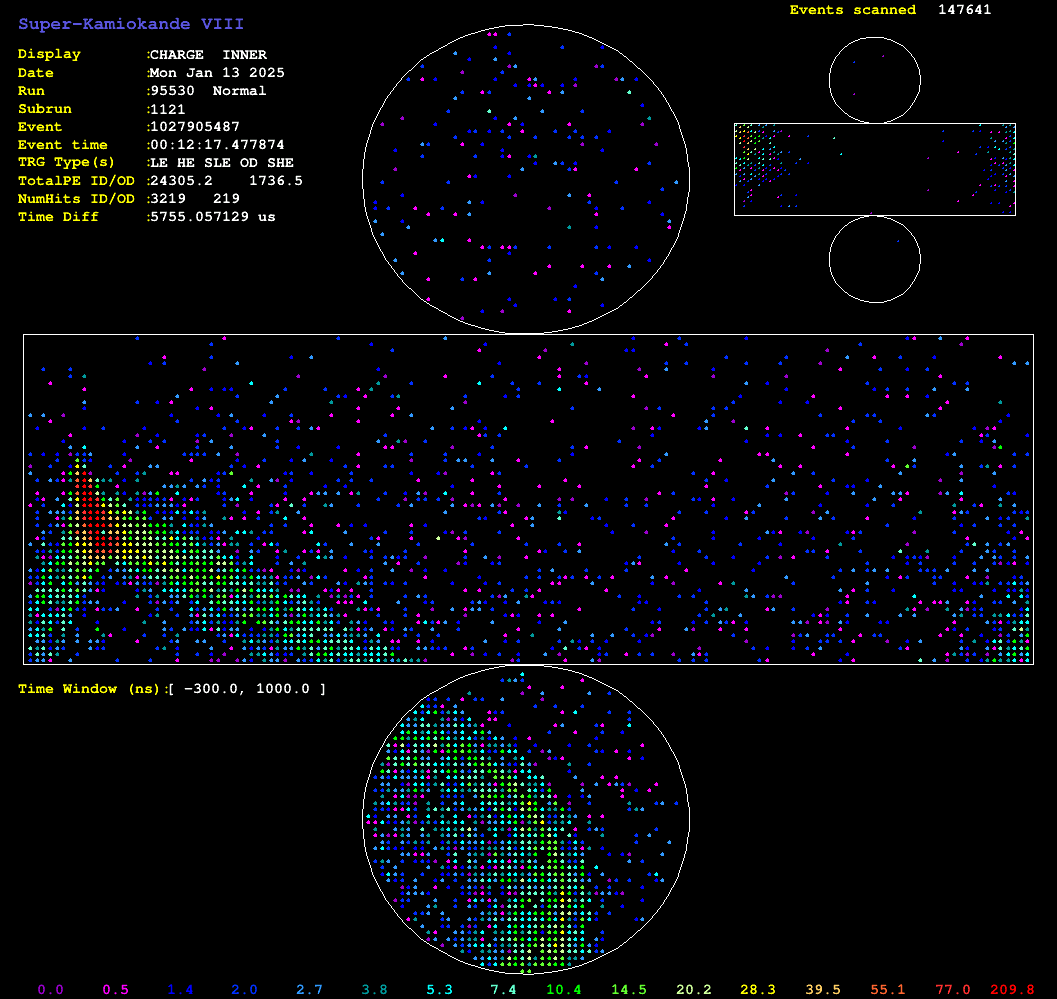 Super-Kamiokande VIII
Events scanned 147641
Display :CHARGE INNER
Date :Mon Jan 13 2025
Run :95530 Normal
Subrun :1121
Event :1027905487
Event time :00:12:17.477874
TRG Type(s) :LE HE SLE OD SHE
TotalPE ID/OD :24305.2 1736.5
NumHits ID/OD :3219 219
Time Diff :5755.057129 us
Time Window (ns):[ -300.0, 1000.0 ]
0.0 0.5 1.4 2.0 2.7 3.8 5.3 7.4 10.4 14.5 20.2 28.3 39.5 55.1 77.0 209.8